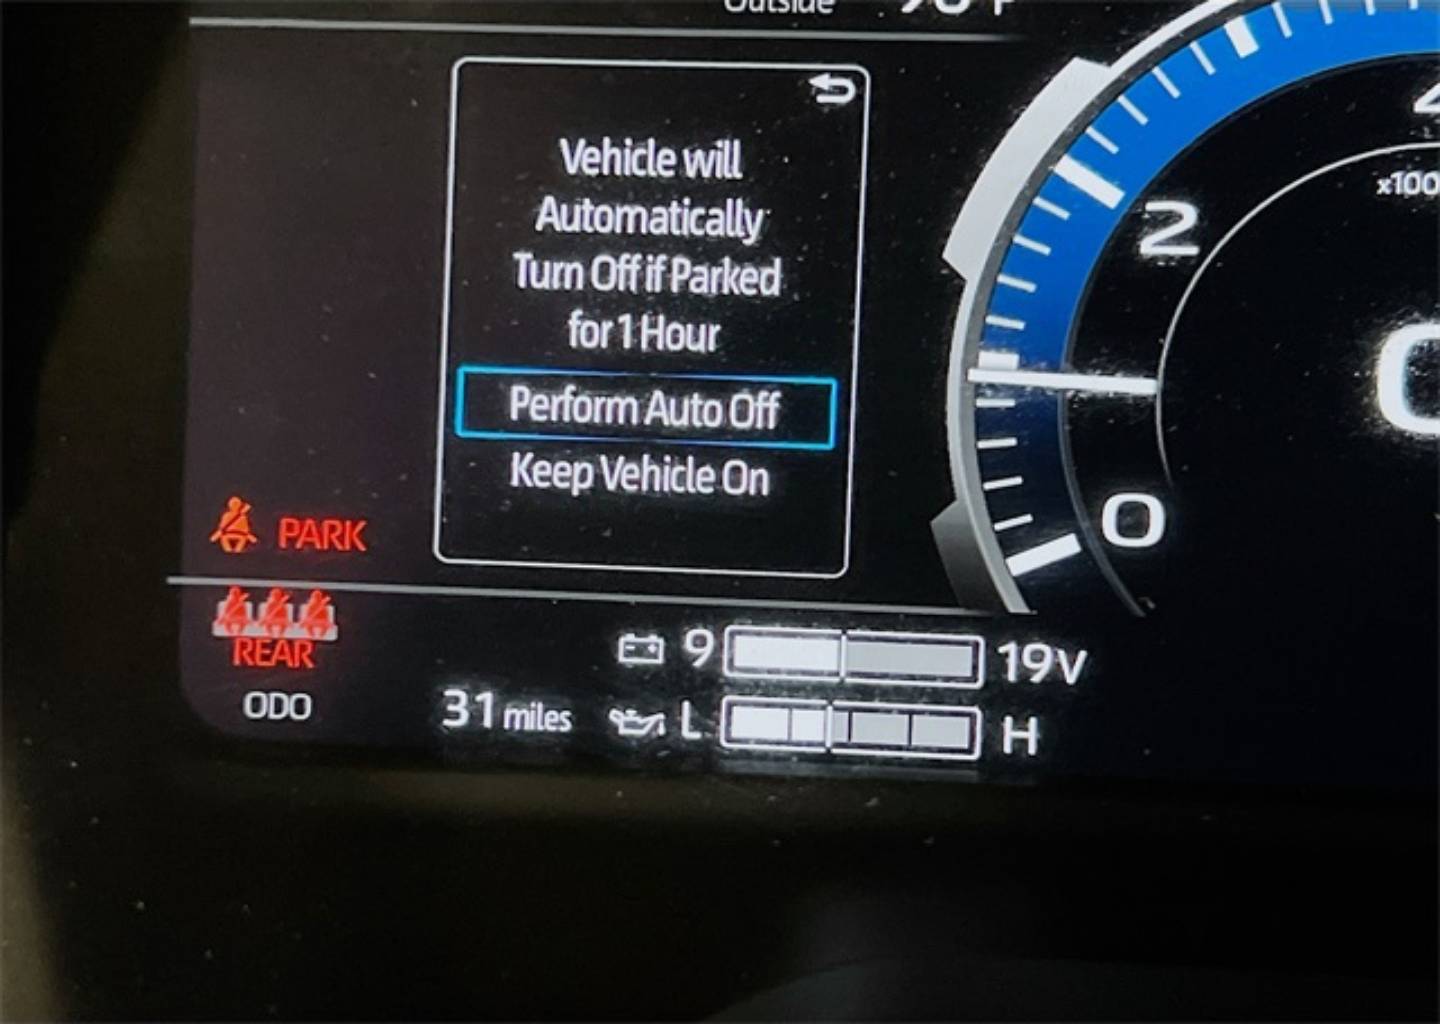 Outside
Vehicle will
Automatically
Turn Off if Parked
for 1 Hour
Perform Auto Off
Keep Vehicle On
2
x100
0
PARK
REAR
ODO
31 miles
9
19V
L
H